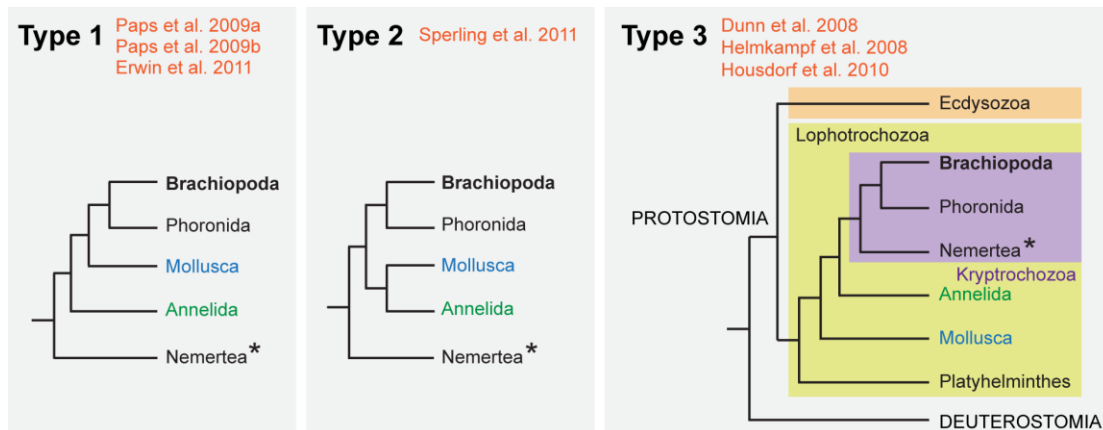 Type 1
Paps et al. 2009a
Paps et al. 2009b
Erwin et al. 2011
Brachiopoda
Phoronida
Mollusca
Annelida
Nemertea*
Type 2
Sperling et al. 2011
Brachiopoda
Phoronida
Mollusca
Annelida
Nemertea*
Type 3
Dunn et al. 2008
Helmkampf et al. 2008
Housdorf et al. 2010
Ecdysozoa
Lophotrochozoa
Brachiopoda
Phoronida
PROTOSTOMIA
Nemertea*
Kryptrochozoa
Annelida
Mollusca
Platyhelminthes
DEUTEROSTOMIA